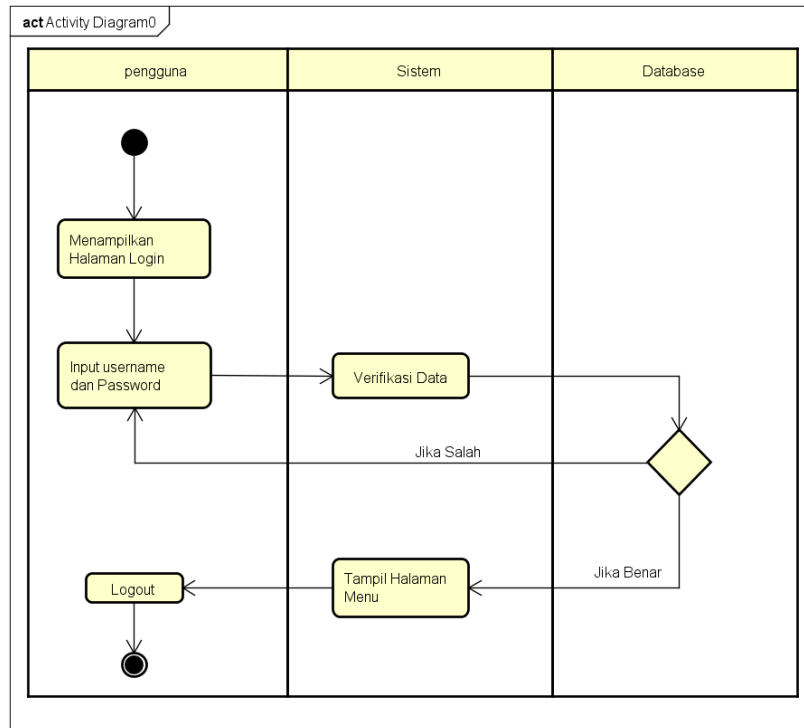 act Activity Diagram0
pengguna
Sistem
Database
Menampilkan
Halaman Login
Input username
dan Password
Verifikasi Data
Jika Salah
Jika Benar
Tampil Halaman
Menu
Logout